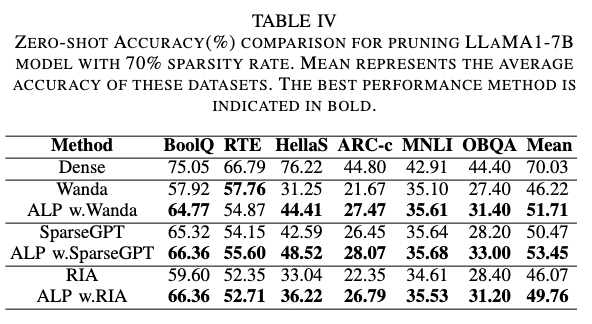 TABLE IV
ZERO-SHOT ACCURACY(%) COMPARISON FOR PRUNING LLAMA1-7B
MODEL WITH 70% SPARSITY RATE. MEAN REPRESENTS THE AVERAGE
ACCURACY OF THESE DATASETS. THE BEST PERFORMANCE METHOD IS
INDICATED IN BOLD.
Method BoolQ RTE HellaS ARC-c MNLI OBQA Mean
Dense 75.05 66.79 76.22 44.80 42.91 44.40 70.03
Wanda 57.92 57.76 31.25 21.67 35.10 27.40 46.22
ALP w.Wanda 64.77 54.87 44.41 27.47 35.61 31.40 51.71
SparseGPT 65.32 54.15 42.59 26.45 35.64 28.20 50.47
ALP w.SparseGPT 66.36 55.60 48.52 28.07 35.68 33.00 53.45
RIA 59.60 52.35 33.04 22.35 34.61 28.40 46.07
ALP w.RIA 66.36 52.71 36.22 26.79 35.53 31.20 49.76